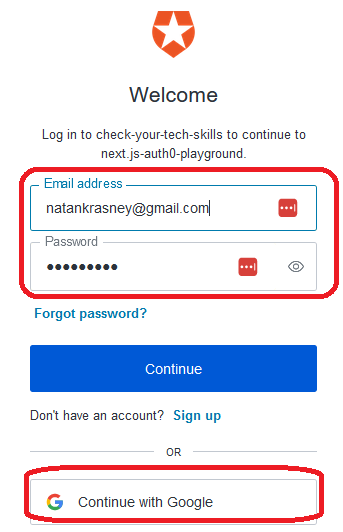 Welcome
Log in to check-your-tech-skills to continue to
next.js-auth0-playground.
Email address
natankrasney@gmail.com
Password
•••••••••
Forgot password?
Continue
Don't have an account? Sign up
OR
Continue with Google